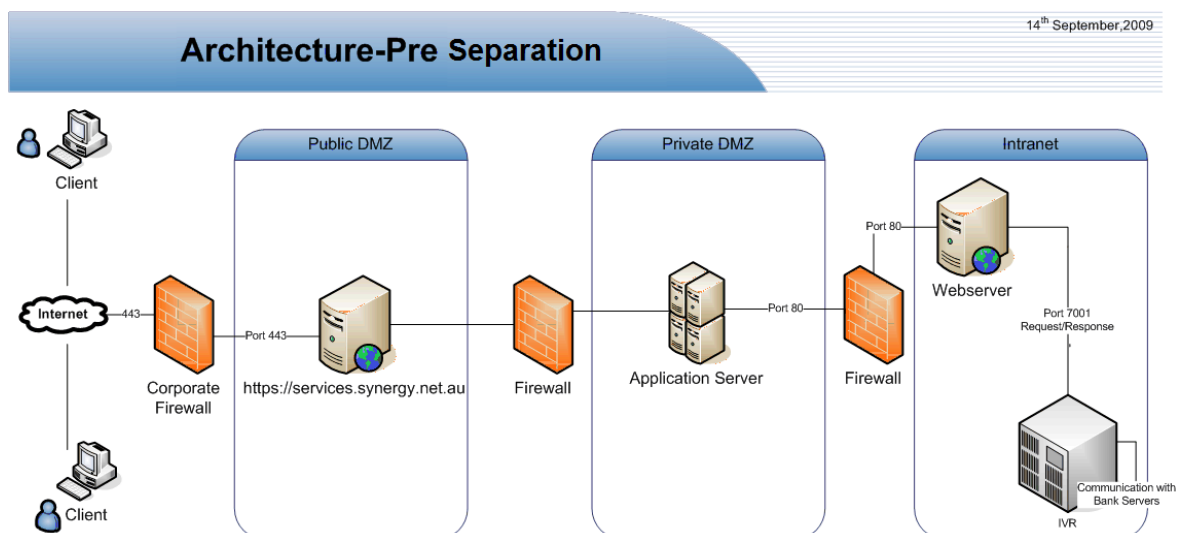 14th September,2009
Architecture-Pre Separation
Public DMZ
Private DMZ
Intranet
Client
Port 80
Internet
443
Port 443
Port 80
Webserver
Port 7001
Request/Response
Corporate
Firewall
https://services.synergy.net.au
Firewall
Application Server
Firewall
Client
Communication with
Bank Servers
IVR